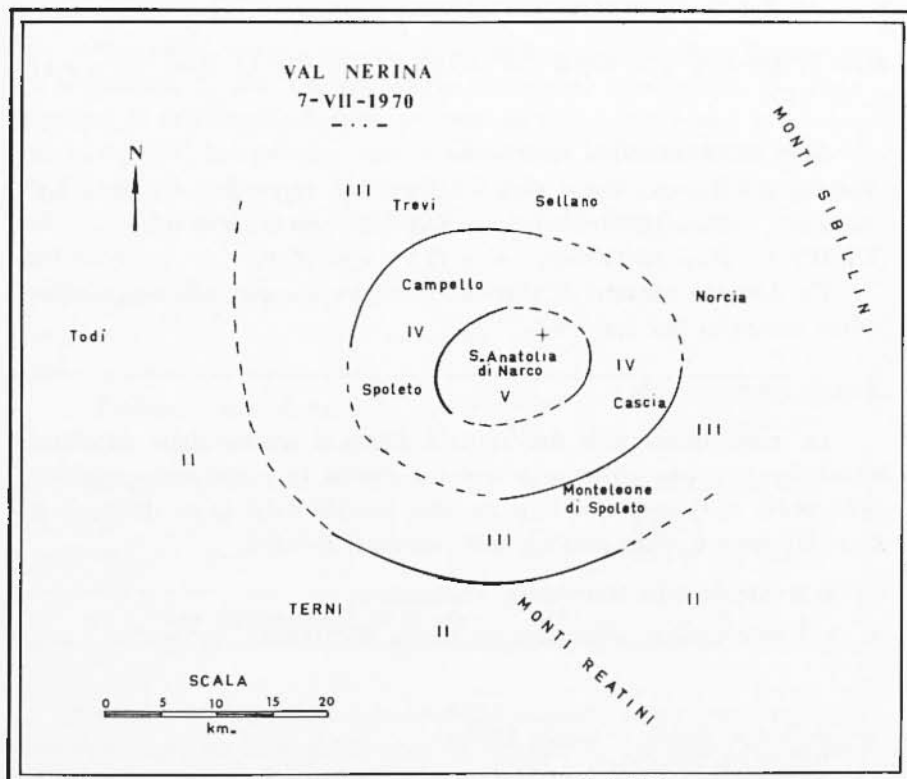 VAL NERINA
7-VII-1970
N
MONTI SIBILLINI
III
Trevi
Sellano
Campello
Norcia
Todi
IV
S. Anatolia
di Narco
IV
Spoleto
V
Cascia
III
II
Monteleone
di Spoleto
III
II
TERNI
II
MONTI REATINI
SCALA
0 5 10 15 20
km.